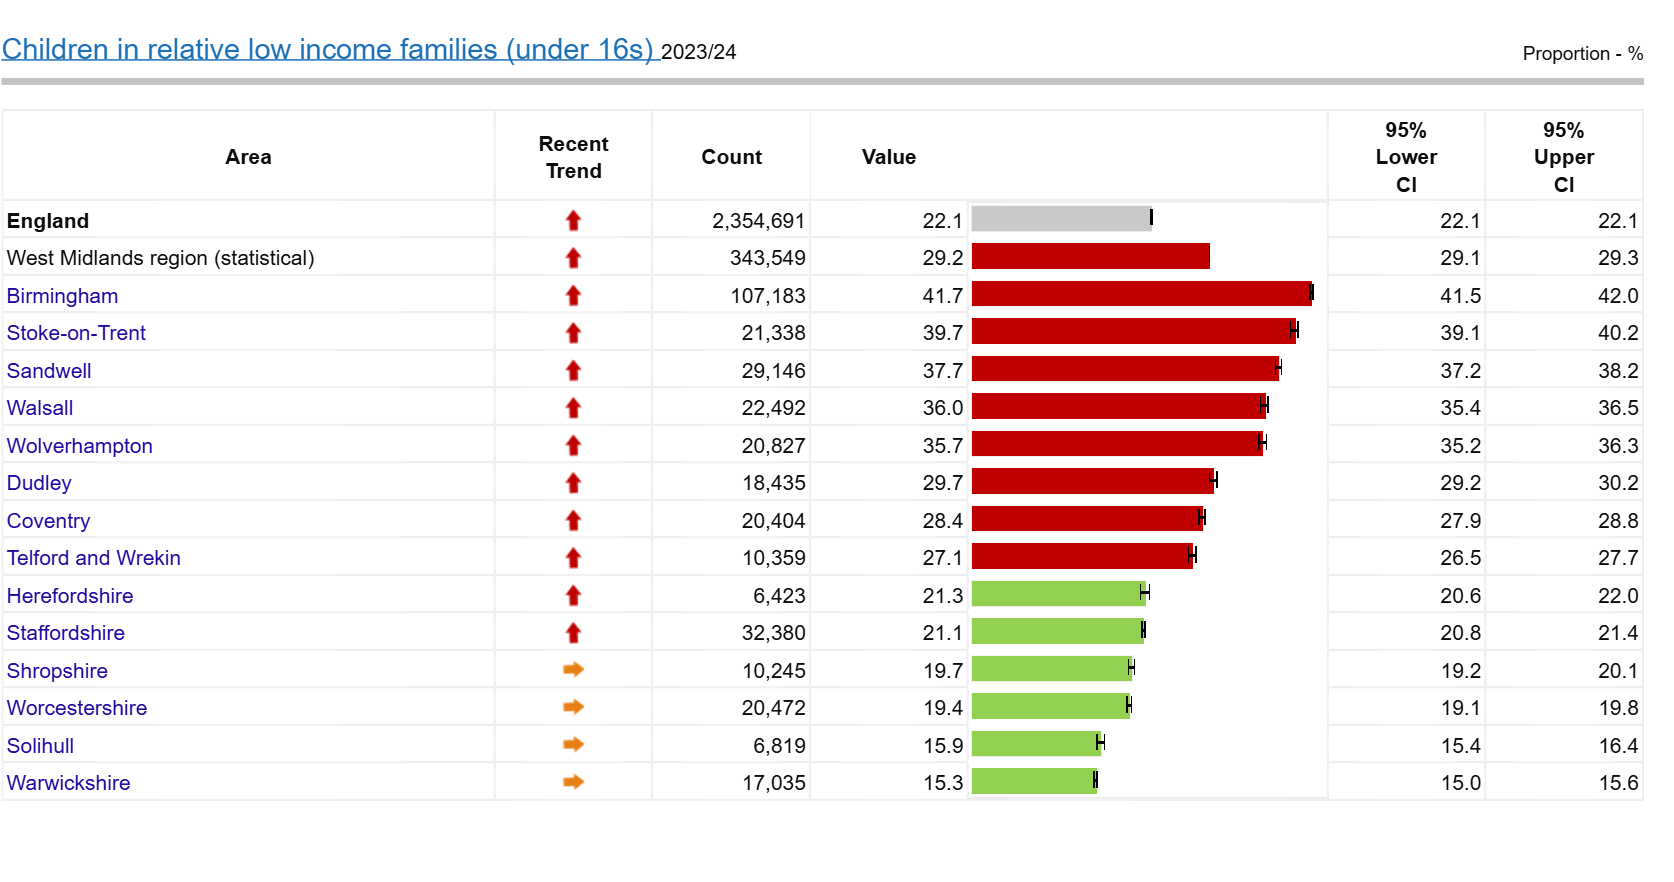 Children in relative low income families (under 16s) 2023/24 Proportion - %
Area Recent Trend Count Value 95% Lower CI 95% Upper CI
England 2,354,691 22.1 22.1 22.1
West Midlands region (statistical) 343,549 29.2 29.1 29.3
Birmingham 107,183 41.7 41.5 42.0
Stoke-on-Trent 21,338 39.7 39.1 40.2
Sandwell 29,146 37.7 37.2 38.2
Walsall 22,492 36.0 35.4 36.5
Wolverhampton 20,827 35.7 35.2 36.3
Dudley 18,435 29.7 29.2 30.2
Coventry 20,404 28.4 27.9 28.8
Telford and Wrekin 10,359 27.1 26.5 27.7
Herefordshire 6,423 21.3 20.6 22.0
Staffordshire 32,380 21.1 20.8 21.4
Shropshire 10,245 19.7 19.2 20.1
Worcestershire 20,472 19.4 19.1 19.8
Solihull 6,819 15.9 15.4 16.4
Warwickshire 17,035 15.3 15.0 15.6